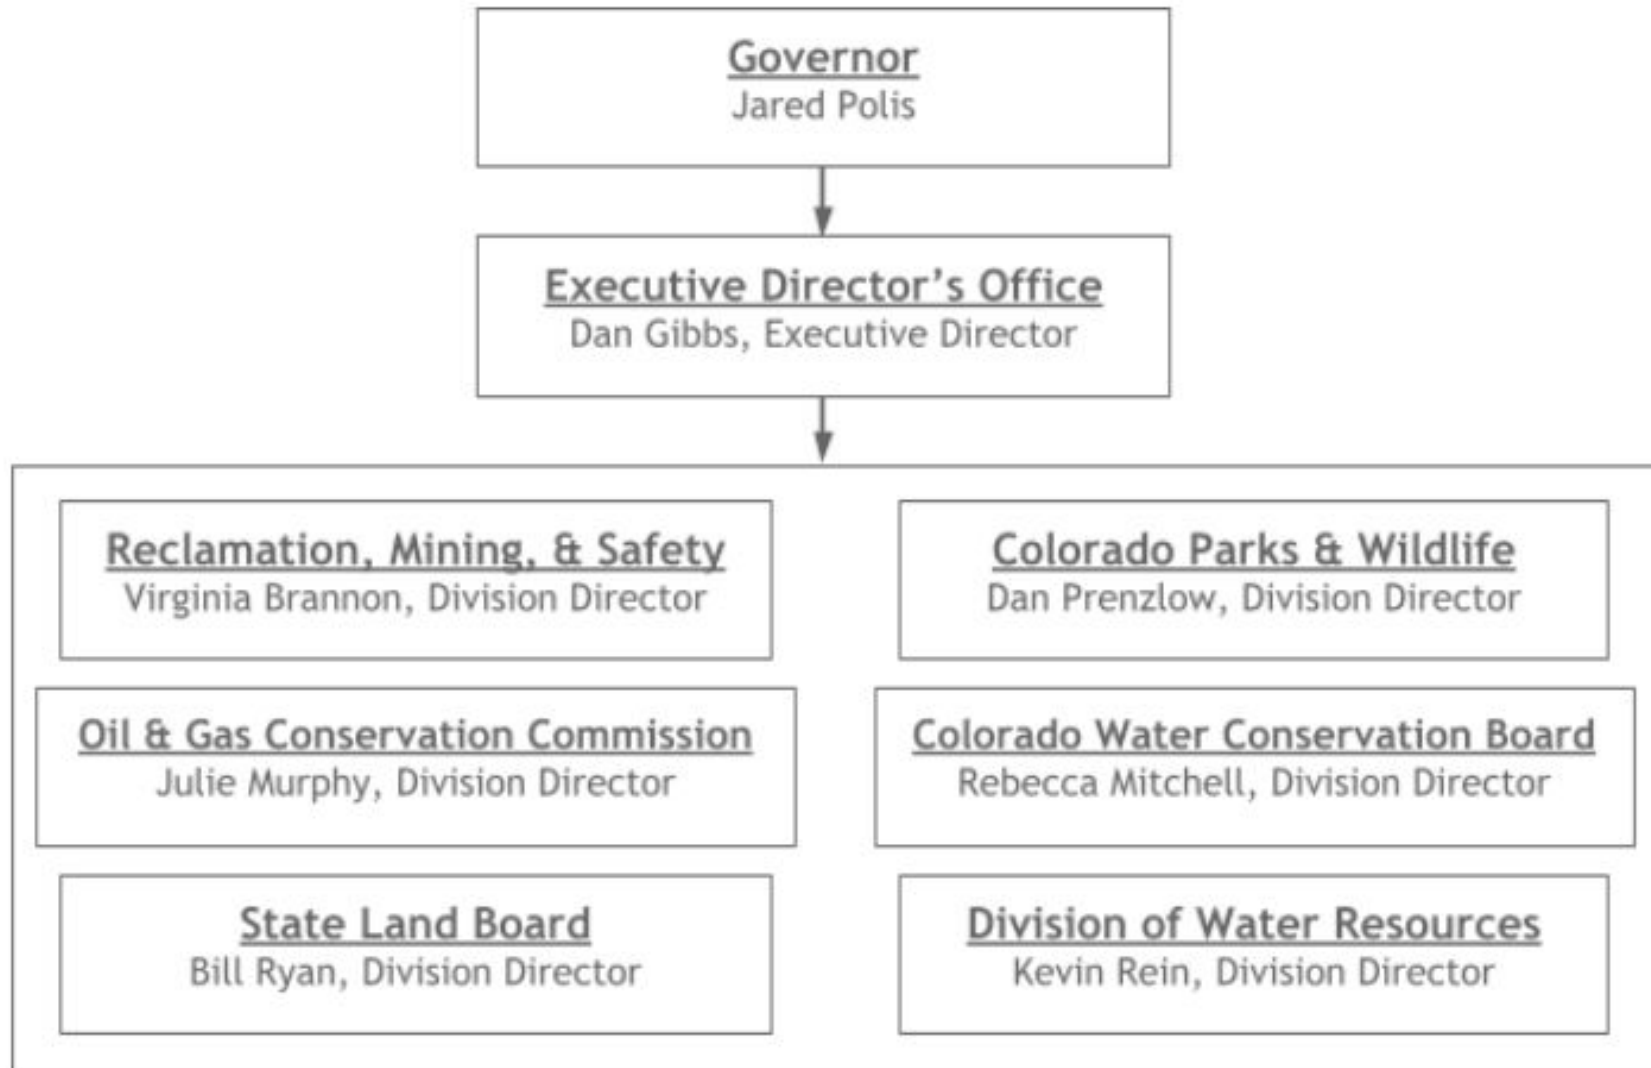 Governor
Jared Polis
Executive Director’s Office
Dan Gibbs, Executive Director
Reclamation, Mining, & Safety
Virginia Brannon, Division Director
Colorado Parks & Wildlife
Dan Prenzlow, Division Director
Oil & Gas Conservation Commission
Julie Murphy, Division Director
Colorado Water Conservation Board
Rebecca Mitchell, Division Director
State Land Board
Bill Ryan, Division Director
Division of Water Resources
Kevin Rein, Division Director